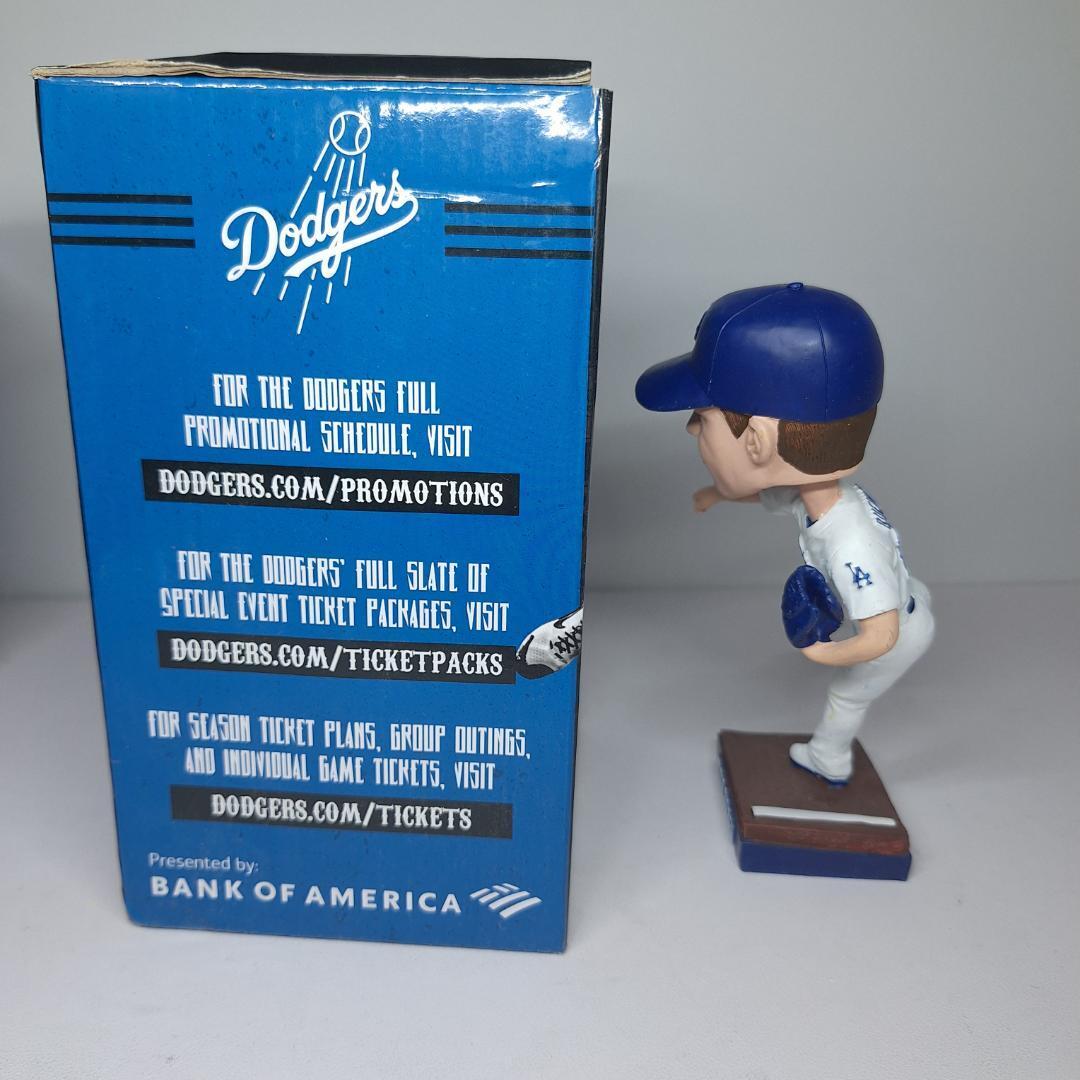 Dodgers
FOR THE DODGERS FULL
PROMOTIONAL SCHEDULE, VISIT
DODGERS.COM/PROMOTIONS
FOR THE DODGERS' FULL SLATE OF
SPECIAL EVENT TICKET PACKAGES, VISIT
DODGERS.COM/TICKETPACKS
FOR SEASON TICKET PLANS, GROUP OUTINGS,
AND INDIVIDUAL GAME TICKETS, VISIT
DODGERS.COM/TICKETS
Presented by:
BANK OF AMERICA
LA